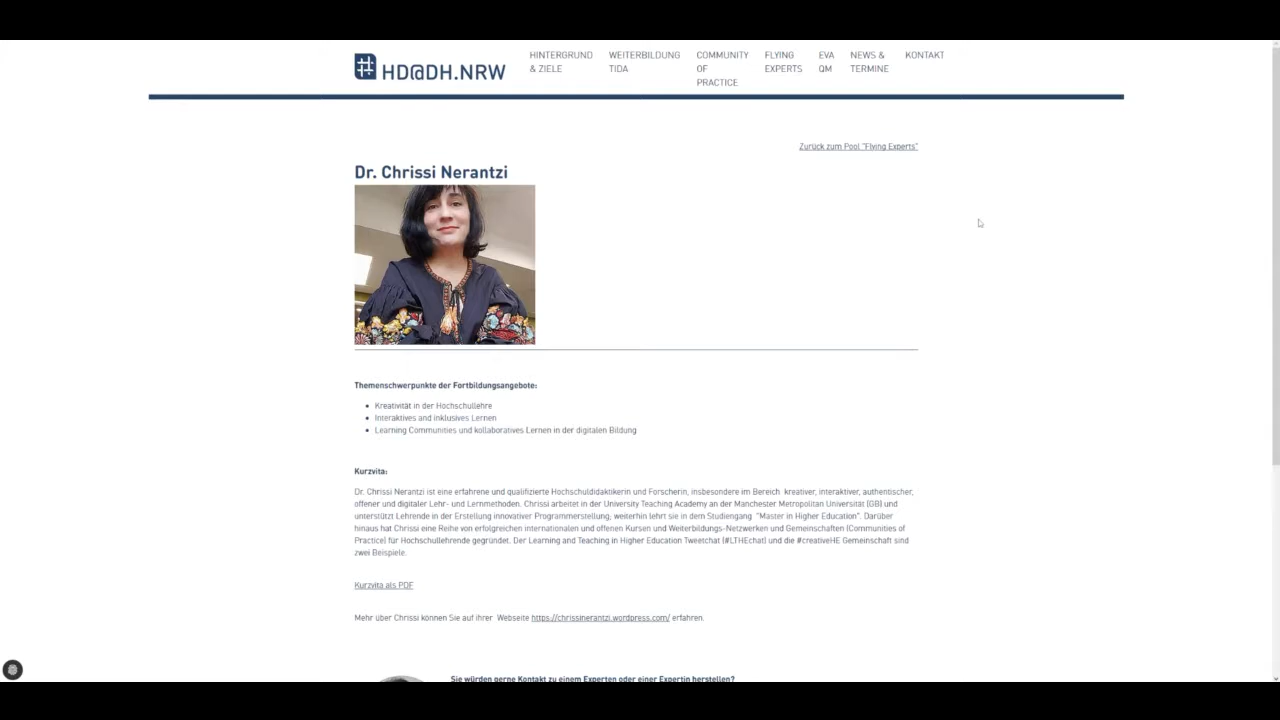 HD@DH.NRW
HINTERGRUND
& ZIELE
WEITERBILDUNG
TIDA
COMMUNITY
OF
PRACTICE
FLYING
EXPERTS
EVA
QM
NEWS &
TERMINE
KONTAKT
Zurück zum Pool "Flying Experts"
Dr. Chrissi Nerantzi
Themenschwerpunkte der Fortbildungsangebote:
Kreativität in der Hochschullehre
Interaktives and inklusives Lernen
Learning Communities und kollaboratives Lernen in der digitalen Bildung
Kurzvita:
Dr. Chrissi Nerantzi ist eine erfahrene und qualifizierte Hochschuldidaktikerin und Forscherin, insbesondere im Bereich kreativer, interaktiver, authentischer,
offener und digitaler Lehr- und Lernmethoden. Chrissi arbeitet in der University Teaching Academy an der Manchester Metropolitan Universität (GB) und
unterstützt Lehrende in der Erstellung innovativer Programmerstellung, weiterhin lehrt sie in dem Studiengang "Master in Higher Education". Darüber
hinaus hat Chrissi eine Reihe von erfolgreichen internationalen und offenen Kursen und Weiterbildungs-Netzwerken und Gemeinschaften (Communities of
Practice) für Hochschullehrende gegründet. Der Learning and Teaching in Higher Education Tweetchat (#LTHEchat) und die #creativeHE Gemeinschaft sind
zwei Beispiele.
Kurzvita als PDF
Mehr über Chrissi können Sie auf ihrer Webseite https://chrissinerantzi.wordpress.com/ erfahren.
Sie würden gerne Kontakt zu einem Experten oder einer Expertin herstellen?